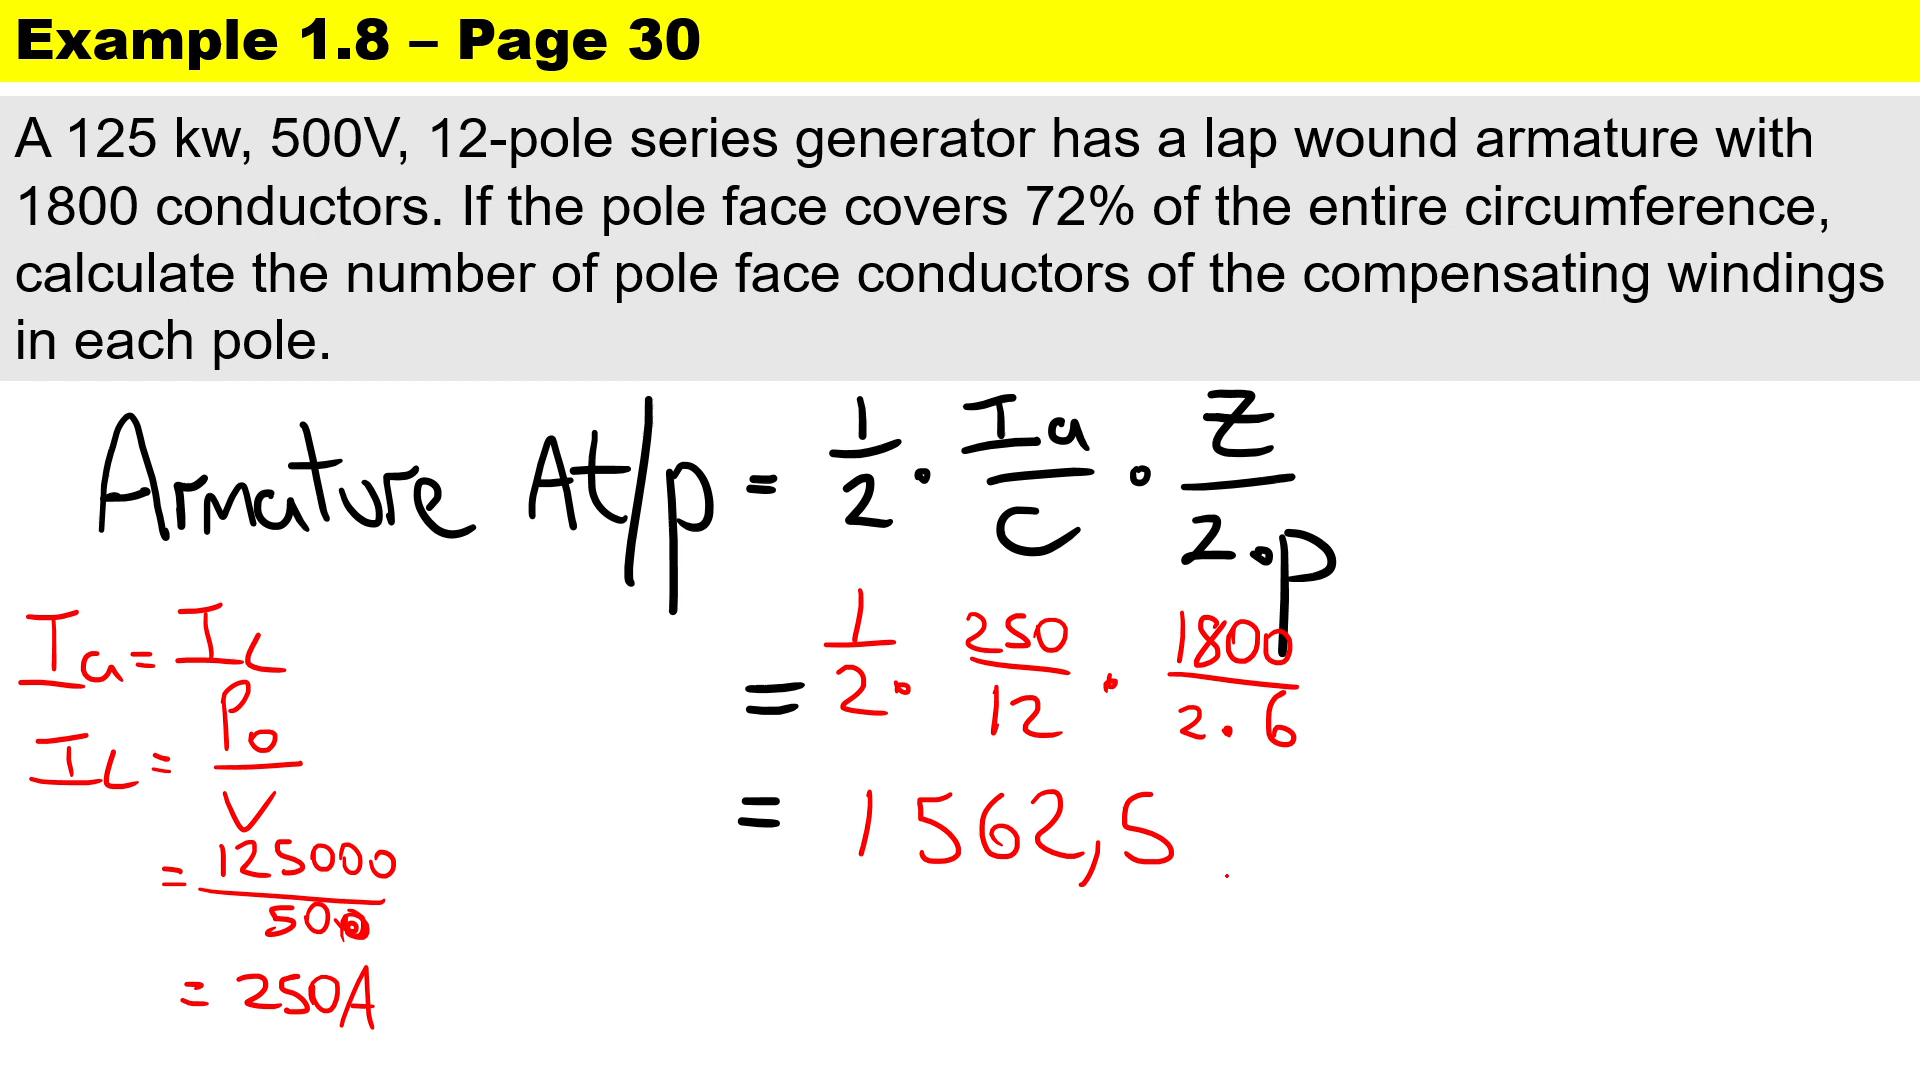 Example 1.8 – Page 30
A 125 kw, 500V, 12-pole series generator has a lap wound armature with
1800 conductors. If the pole face covers 72% of the entire circumference,
calculate the number of pole face conductors of the compensating windings
in each pole.
Armature At/p = 1/2 · Ia/C · Z/2·p
= 1/2 · 250/12 · 1800/2·6
= 1562,5
Ia = IL
IL = Po/V
= 125000/500
= 250A